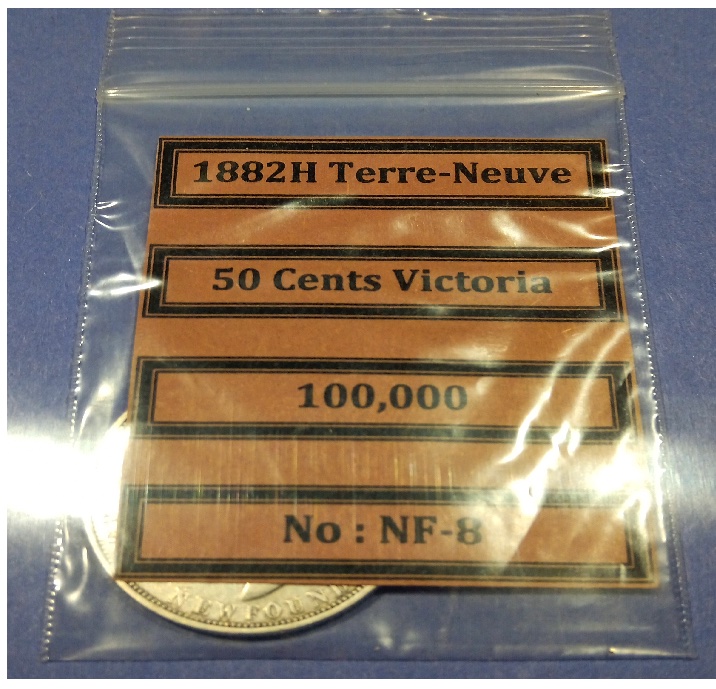 1882H Terre-Neuve
50 Cents Victoria
100,000
No : NF-8
NEWFOUN